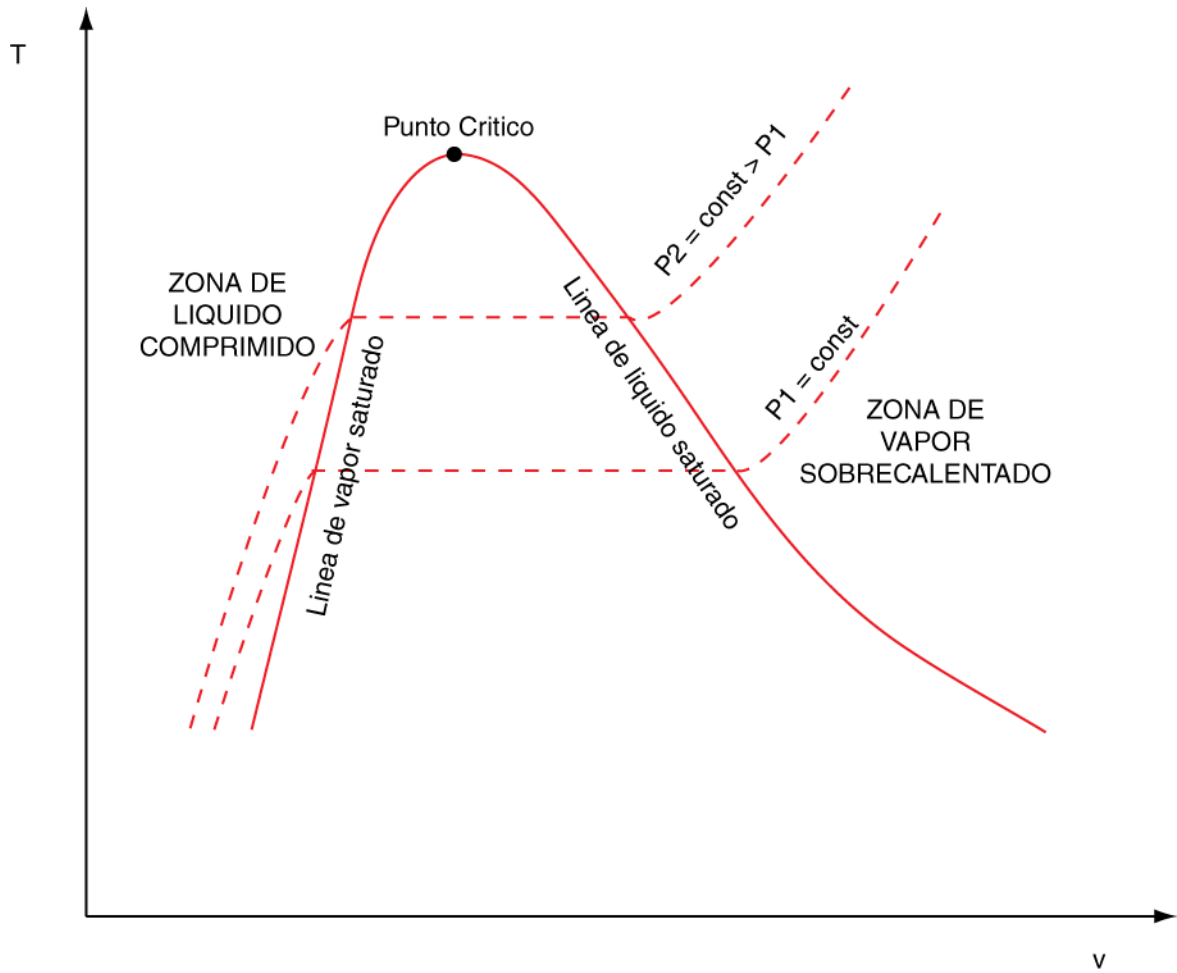 T
Punto Critico
P2 = const > P1
ZONA DE
LIQUIDO
COMPRIMIDO
Linea de vapor saturado
Linea de liquido saturado
P1 = const
ZONA DE
VAPOR
SOBRECALENTADO
v